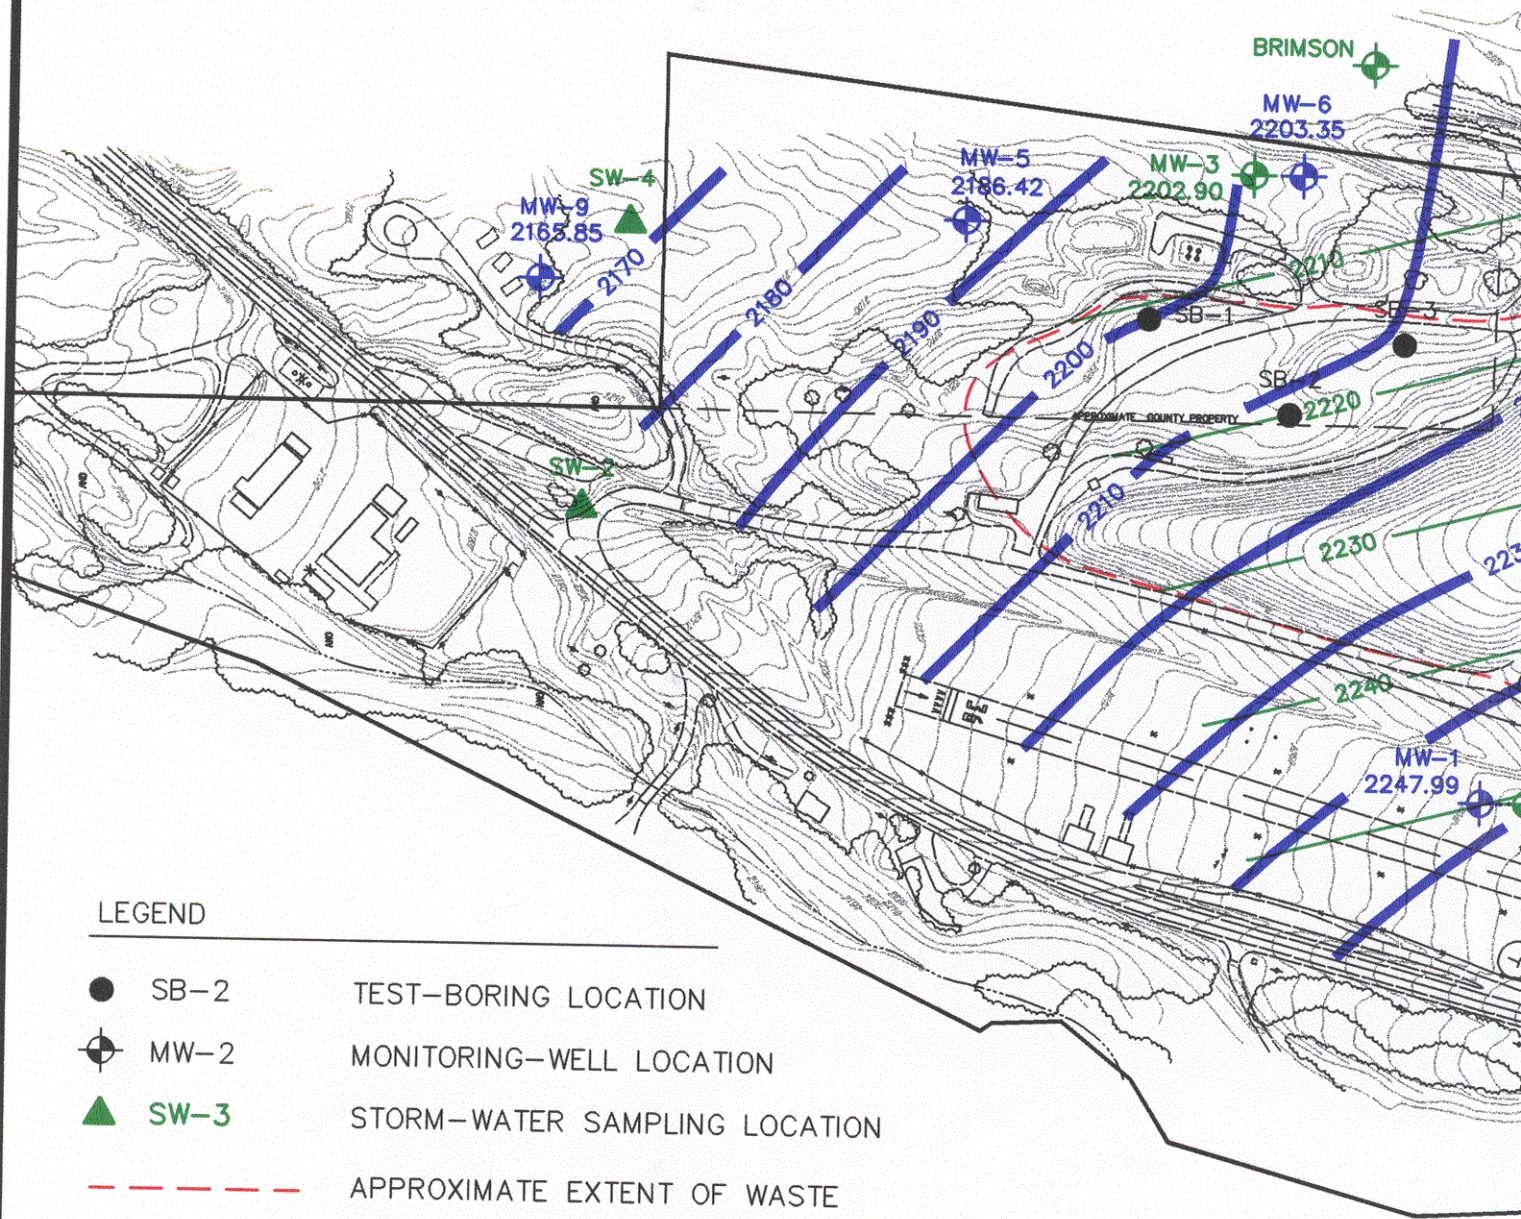 BRIMSON
MW-6
2203.35
MW-5
2186.42
MW-3
2202.90
SW-4
MW-9
2165.85
2170
2180
2190
2200
2210
SB-1
SB-3
SB-2
2220
APPROXIMATE COUNTY PROPERTY
SW-2
2210
2230
223
2240
MW-1
2247.99
LEGEND
SB-2 TEST-BORING LOCATION
MW-2 MONITORING-WELL LOCATION
SW-3 STORM-WATER SAMPLING LOCATION
APPROXIMATE EXTENT OF WASTE